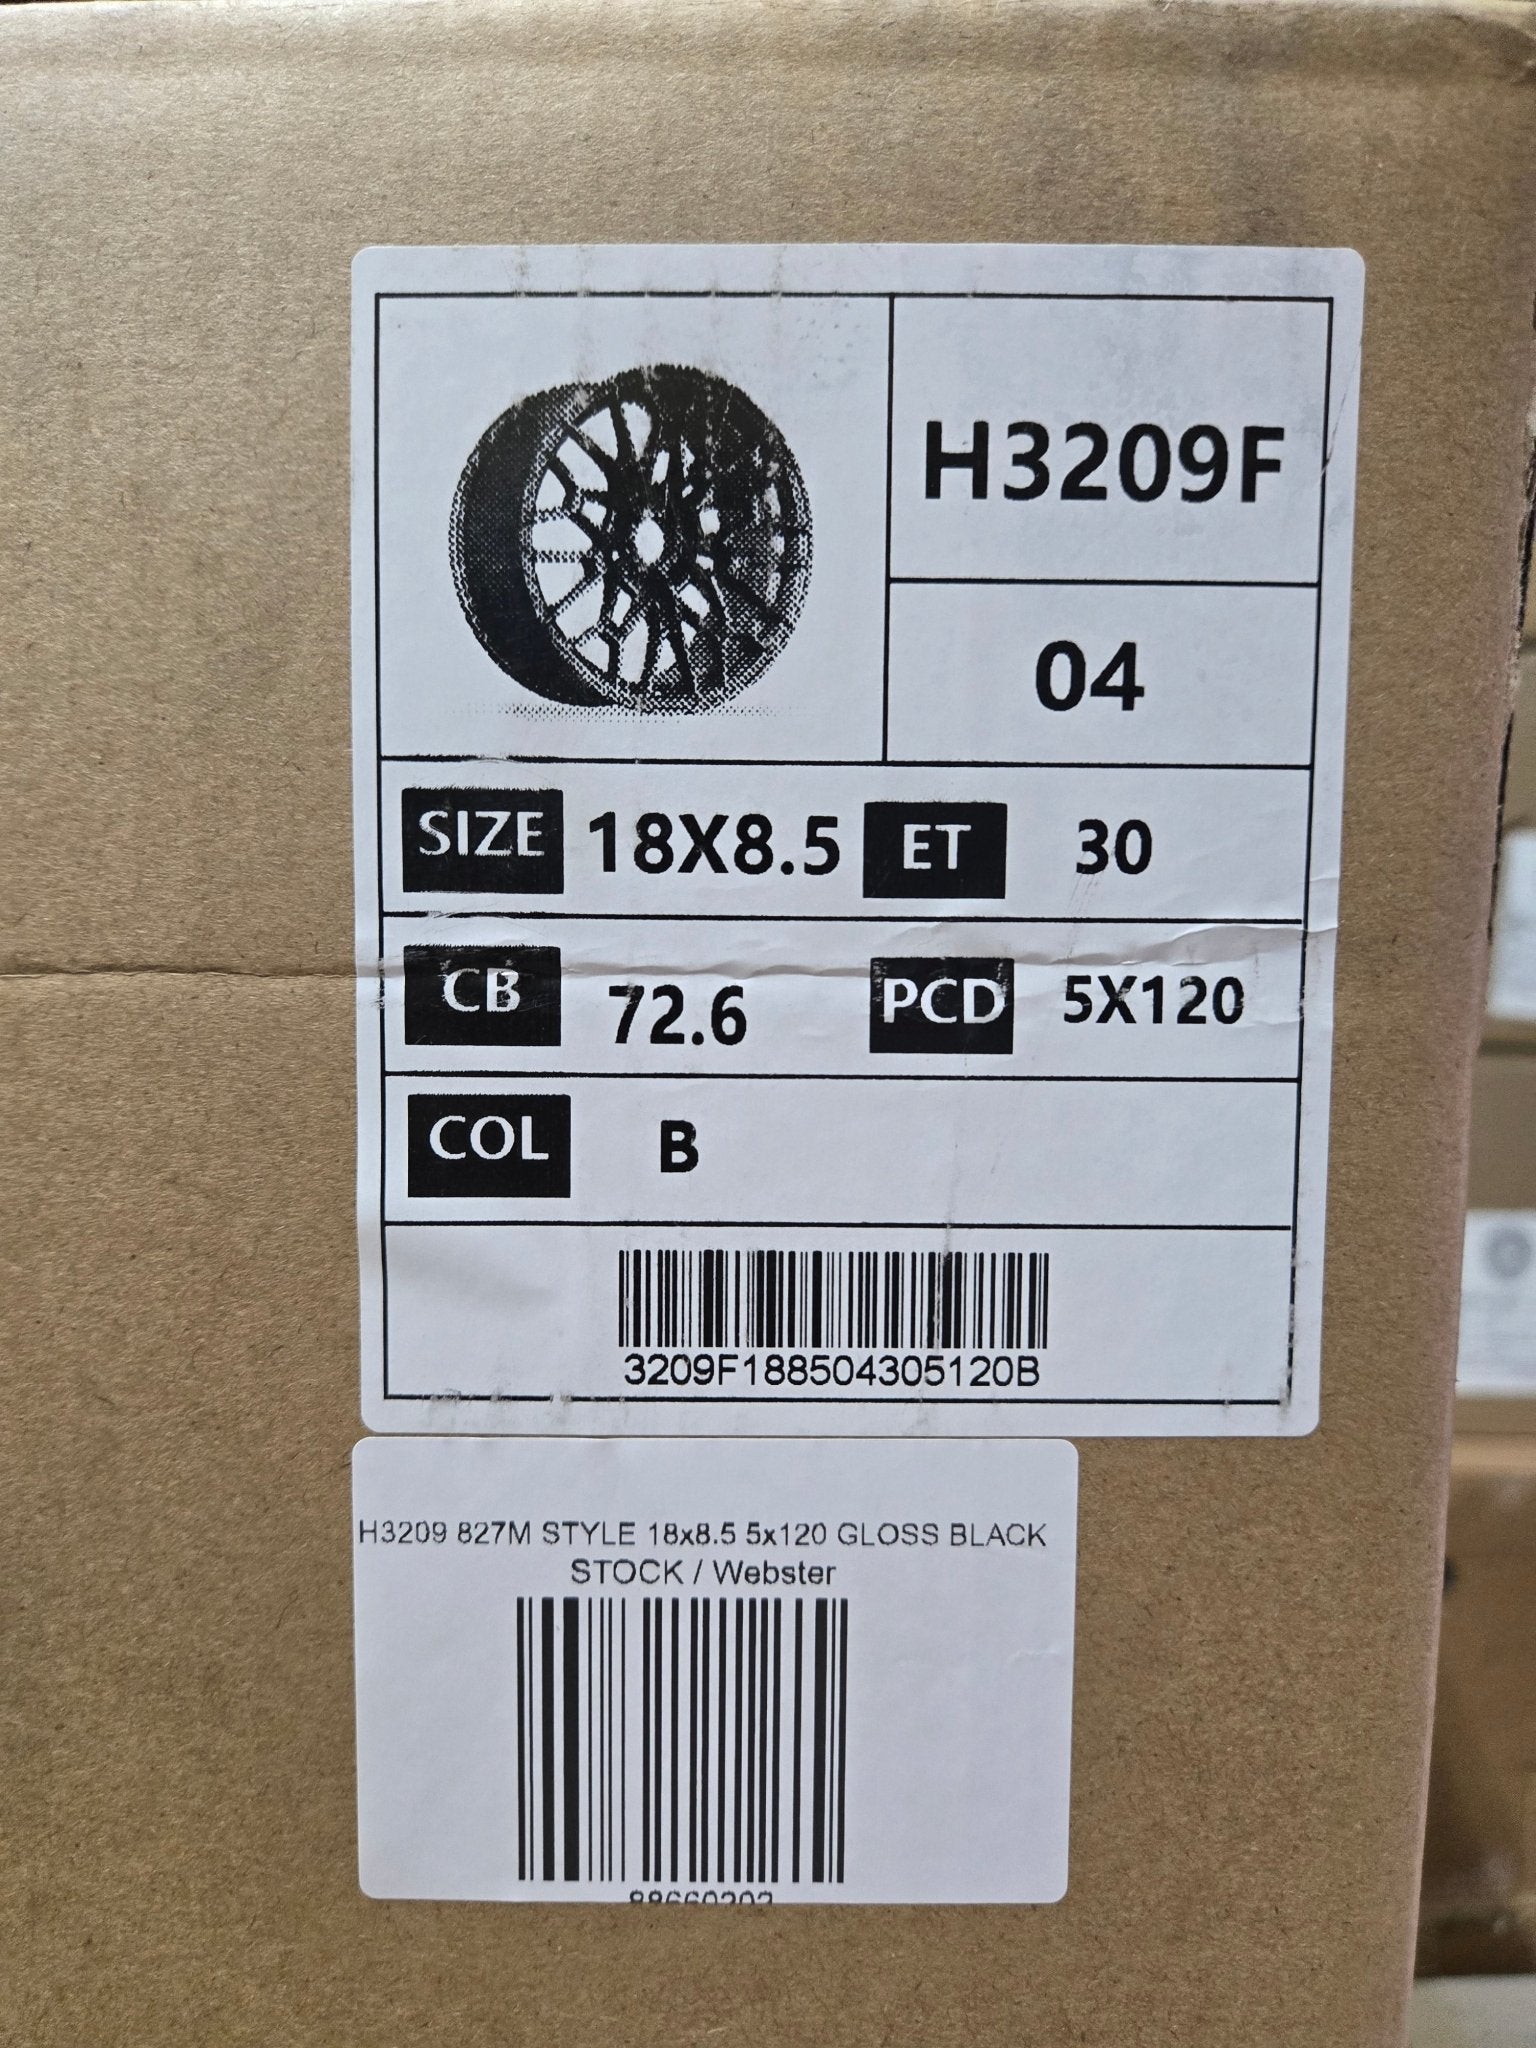 H3209F
04
SIZE 18X8.5 ET 30
CB 72.6 PCD 5X120
COL B
3209F188504305120B
H3209 827M STYLE 18x8.5 5x120 GLOSS BLACK
STOCK / Webster